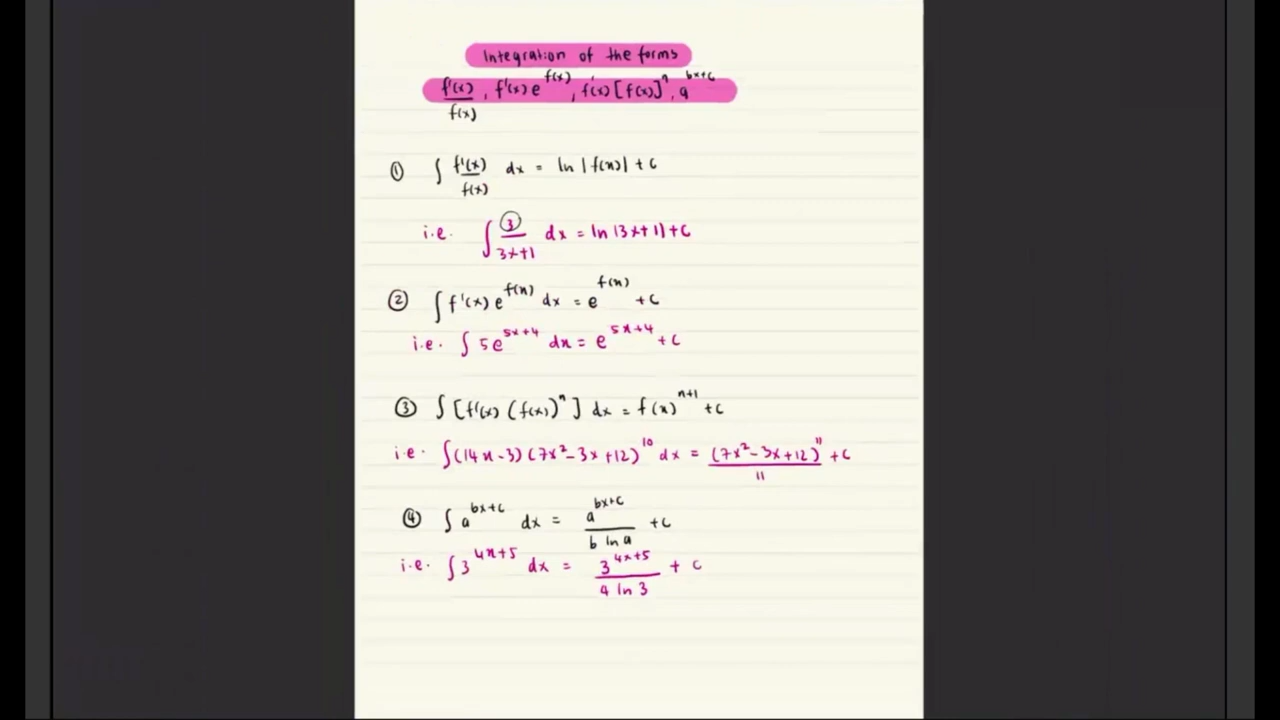 Integration of the forms
f'(x)/f(x), f'(x) e^f(x), f'(x) [f(x)]^n, a^bx+c
① ∫ f'(x)/f(x) dx = ln |f(x)| + c
i.e. ∫ 3/3x+1 dx = ln |3x+1| + c
② ∫ f'(x) e^f(x) dx = e^f(x) + c
i.e. ∫ 5e^5x+4 dx = e^5x+4 + c
③ ∫ [f'(x) (f(x))^n] dx = f(x)^n+1 + c
i.e. ∫(14x-3) (7x²-3x+12)^10 dx = (7x²-3x+12)^11/11 + c
④ ∫ a^bx+c dx = a^bx+c/b ln a + c
i.e. ∫ 3^4x+5 dx = 3^4x+5/4 ln 3 + c